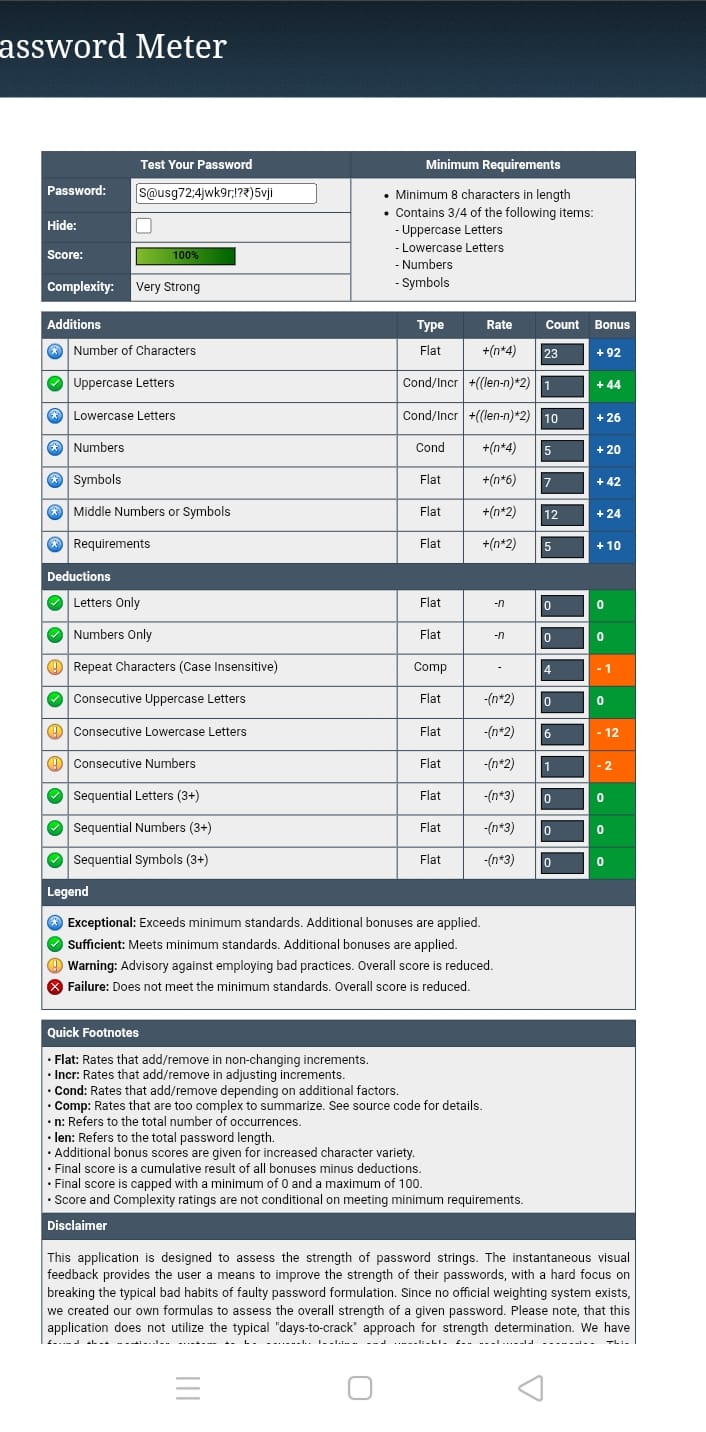 assword Meter
Test Your Password
Minimum Requirements
Password: S@usg72;4jwk9r;!?₹)5vji
Hide:
Score: 100%
Complexity: Very Strong
• Minimum 8 characters in length
• Contains 3/4 of the following items:
- Uppercase Letters
- Lowercase Letters
- Numbers
- Symbols
Additions Type Rate Count Bonus
Number of Characters Flat +(n*4) 23 + 92
Uppercase Letters Cond/Incr +((len-n)*2) 1 + 44
Lowercase Letters Cond/Incr +((len-n)*2) 10 + 26
Numbers Cond +(n*4) 5 + 20
Symbols Flat +(n*6) 7 + 42
Middle Numbers or Symbols Flat +(n*2) 12 + 24
Requirements Flat +(n*2) 5 + 10
Deductions
Letters Only Flat -n 0 0
Numbers Only Flat -n 0 0
Repeat Characters (Case Insensitive) Comp - 4 - 1
Consecutive Uppercase Letters Flat -(n*2) 0 0
Consecutive Lowercase Letters Flat -(n*2) 6 - 12
Consecutive Numbers Flat -(n*2) 1 - 2
Sequential Letters (3+) Flat -(n*3) 0 0
Sequential Numbers (3+) Flat -(n*3) 0 0
Sequential Symbols (3+) Flat -(n*3) 0 0
Legend
Exceptional: Exceeds minimum standards. Additional bonuses are applied.
Sufficient: Meets minimum standards. Additional bonuses are applied.
Warning: Advisory against employing bad practices. Overall score is reduced.
Failure: Does not meet the minimum standards. Overall score is reduced.
Quick Footnotes
• Flat: Rates that add/remove in non-changing increments.
• Incr: Rates that add/remove in adjusting increments.
• Cond: Rates that add/remove depending on additional factors.
• Comp: Rates that are too complex to summarize. See source code for details.
• n: Refers to the total number of occurrences.
• len: Refers to the total password length.
• Additional bonus scores are given for increased character variety.
• Final score is a cumulative result of all bonuses minus deductions.
• Final score is capped with a minimum of 0 and a maximum of 100.
• Score and Complexity ratings are not conditional on meeting minimum requirements.
Disclaimer
This application is designed to assess the strength of password strings. The instantaneous visual
feedback provides the user a means to improve the strength of their passwords, with a hard focus on
breaking the typical bad habits of faulty password formulation. Since no official weighting system exists,
we created our own formulas to assess the overall strength of a given password. Please note, that this
application does not utilize the typical "days-to-crack" approach for strength determination. We have